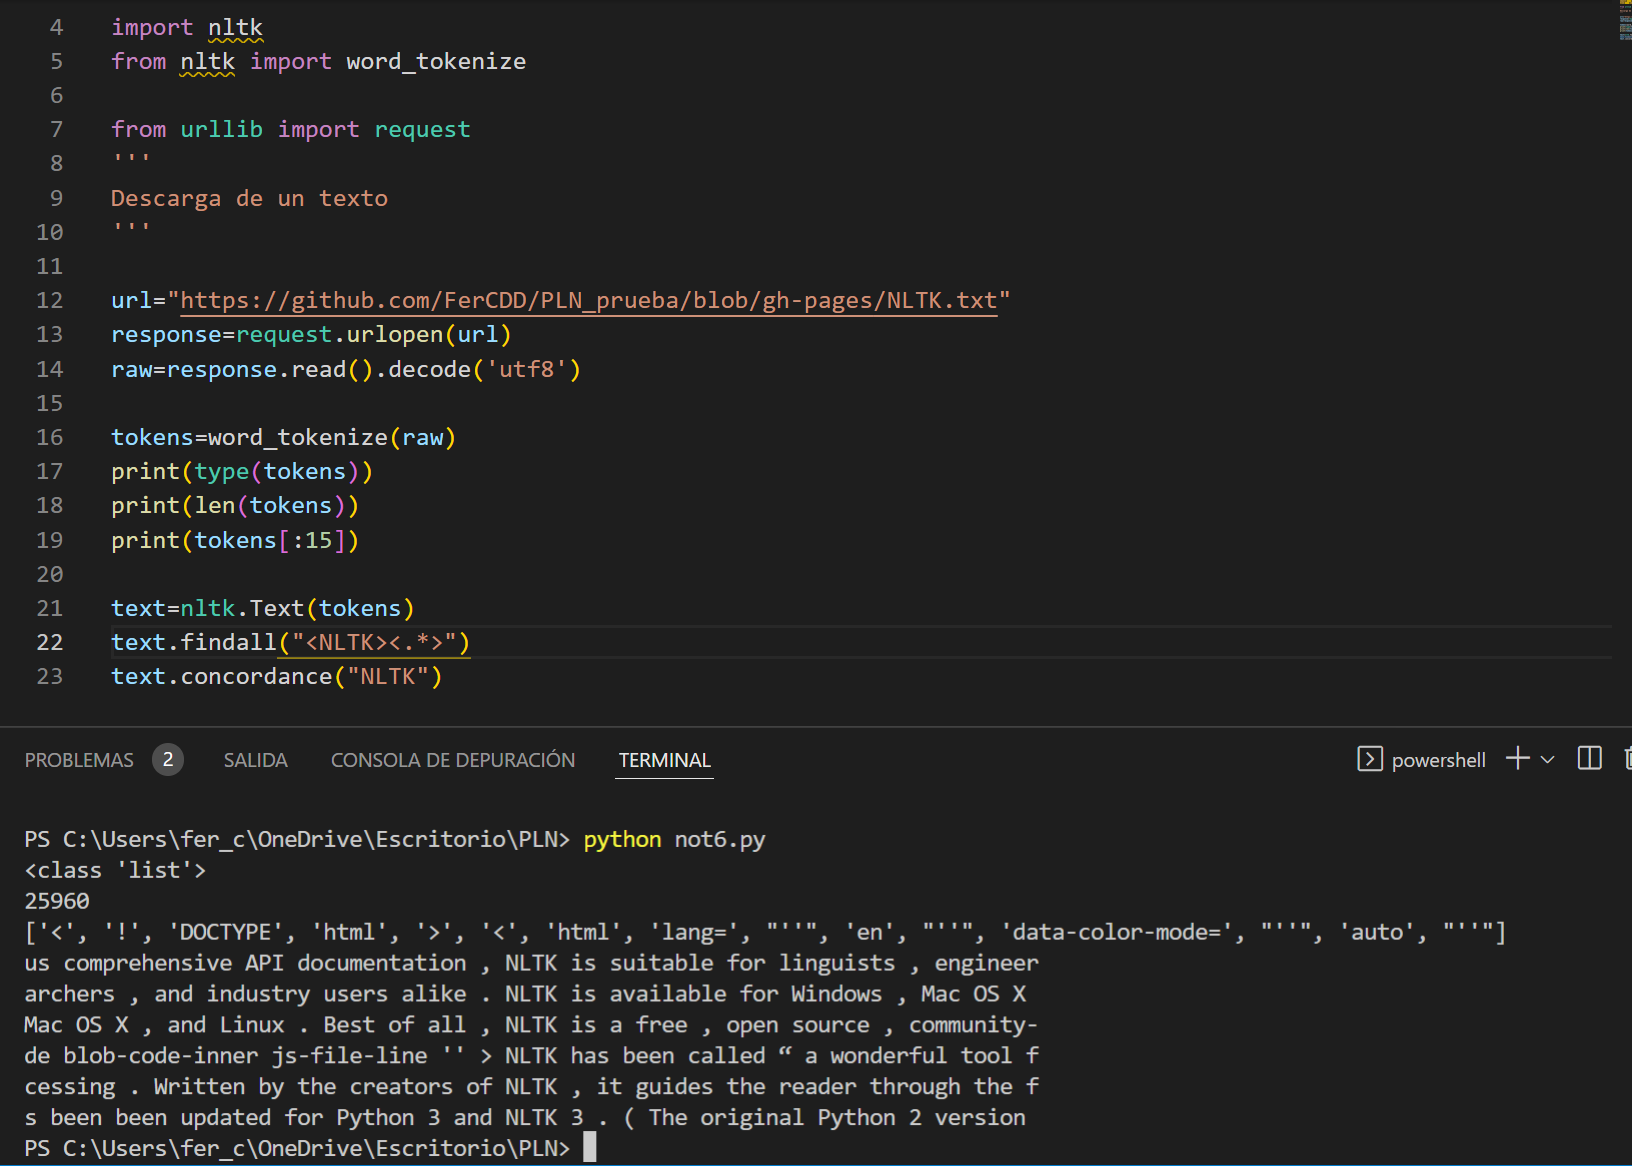 4 import nltk
5 from nltk import word_tokenize
6
7 from urllib import request
8 '''
9 Descarga de un texto
10 '''
11
12 url="https://github.com/FerCDD/PLN_prueba/blob/gh-pages/NLTK.txt"
13 response=request.urlopen(url)
14 raw=response.read().decode('utf8')
15
16 tokens=word_tokenize(raw)
17 print(type(tokens))
18 print(len(tokens))
19 print(tokens[:15])
20
21 text=nltk.Text(tokens)
22 text.findall("<NLTK><.*>")
23 text.concordance("NLTK")
PROBLEMAS 2 SALIDA CONSOLA DE DEPURACIÓN TERMINAL powershell
PS C:\Users\fer_c\OneDrive\Escritorio\PLN> python not6.py
<class 'list'>
25960
['<', '!', 'DOCTYPE', 'html', '>', '<', 'html', 'lang=', "''", 'en', "''", 'data-color-mode=', "''", 'auto', "''"]
us comprehensive API documentation , NLTK is suitable for linguists , engineer
archers , and industry users alike . NLTK is available for Windows , Mac OS X
Mac OS X , and Linux . Best of all , NLTK is a free , open source , community-
de blob-code-inner js-file-line '' > NLTK has been called “ a wonderful tool f
cessing . Written by the creators of NLTK , it guides the reader through the f
s been been updated for Python 3 and NLTK 3 . ( The original Python 2 version
PS C:\Users\fer_c\OneDrive\Escritorio\PLN>